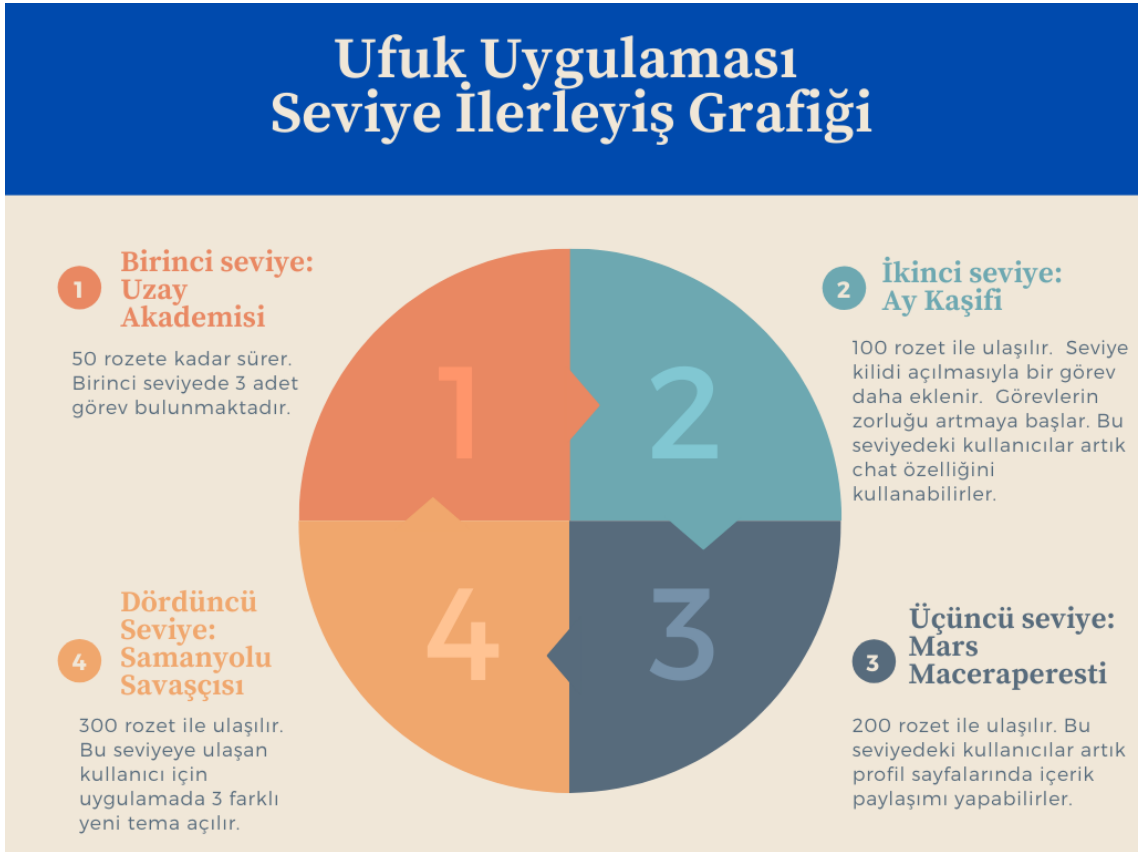 Ufuk Uygulaması
Seviye İlerleyiş Grafiği
1
Birinci seviye:
Uzay
Akademisi
50 rozete kadar sürer.
Birinci seviyede 3 adet
görev bulunmaktadır.
2
İkinci seviye:
Ay Kaşifi
100 rozet ile ulaşılır. Seviye
kilidi açılmasıyla bir görev
daha eklenir. Görevlerin
zorluğu artmaya başlar. Bu
seviyedeki kullanıcılar artık
chat özelliğini
kullanabilirler.
1
2
4
3
4
Dördüncü
Seviye:
Samanyolu
Savaşçısı
300 rozet ile ulaşılır.
Bu seviyeye ulaşan
kullanıcı için
uygulamada 3 farklı
yeni tema açılır.
3
Üçüncü seviye:
Mars
Maceraperesti
200 rozet ile ulaşılır. Bu
seviyedeki kullanıcılar artık
profil sayfalarında içerik
paylaşımı yapabilirler.